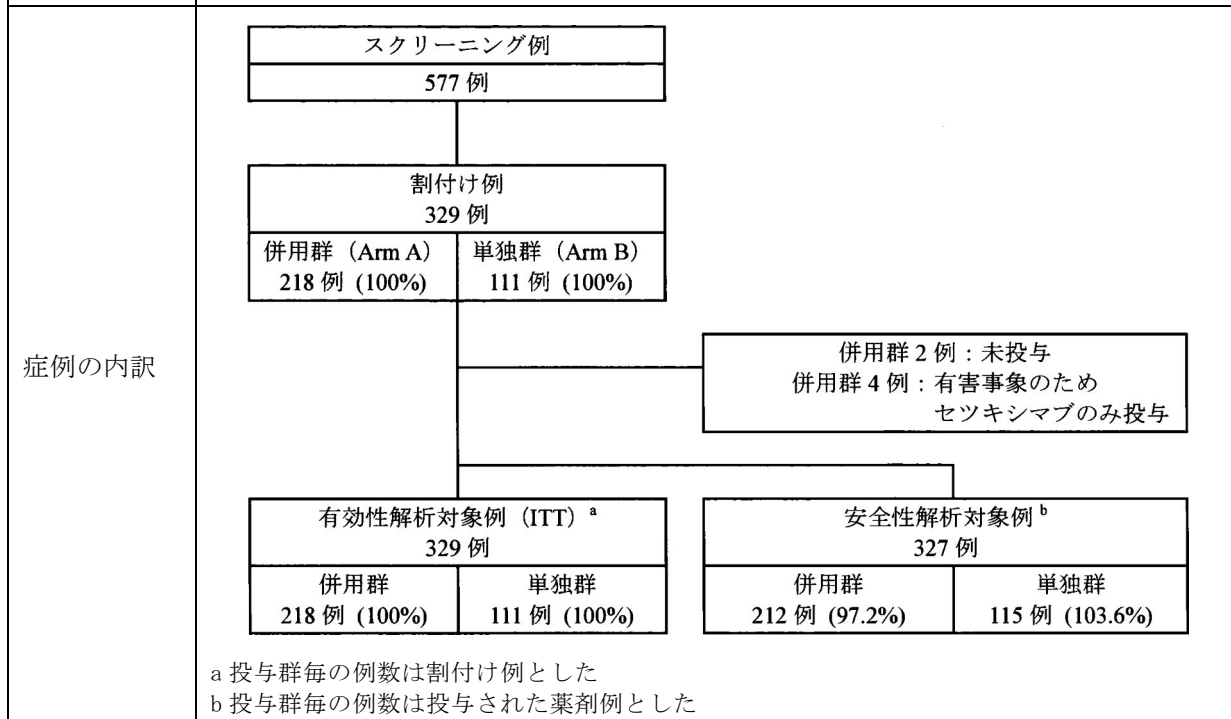 スクリーニング例
577 例
割付け例
329 例
併用群（Arm A）
218 例 (100%)
単独群（Arm B）
111 例 (100%)
症例の内訳
併用群 2 例：未投与
併用群 4 例：有害事象のため
セツキシマブのみ投与
有効性解析対象例（ITT）a
329 例
併用群
218 例 (100%)
単独群
111 例 (100%)
安全性解析対象例 b
327 例
併用群
212 例 (97.2%)
単独群
115 例 (103.6%)
a 投与群毎の例数は割付け例とした
b 投与群毎の例数は投与された薬剤例とした